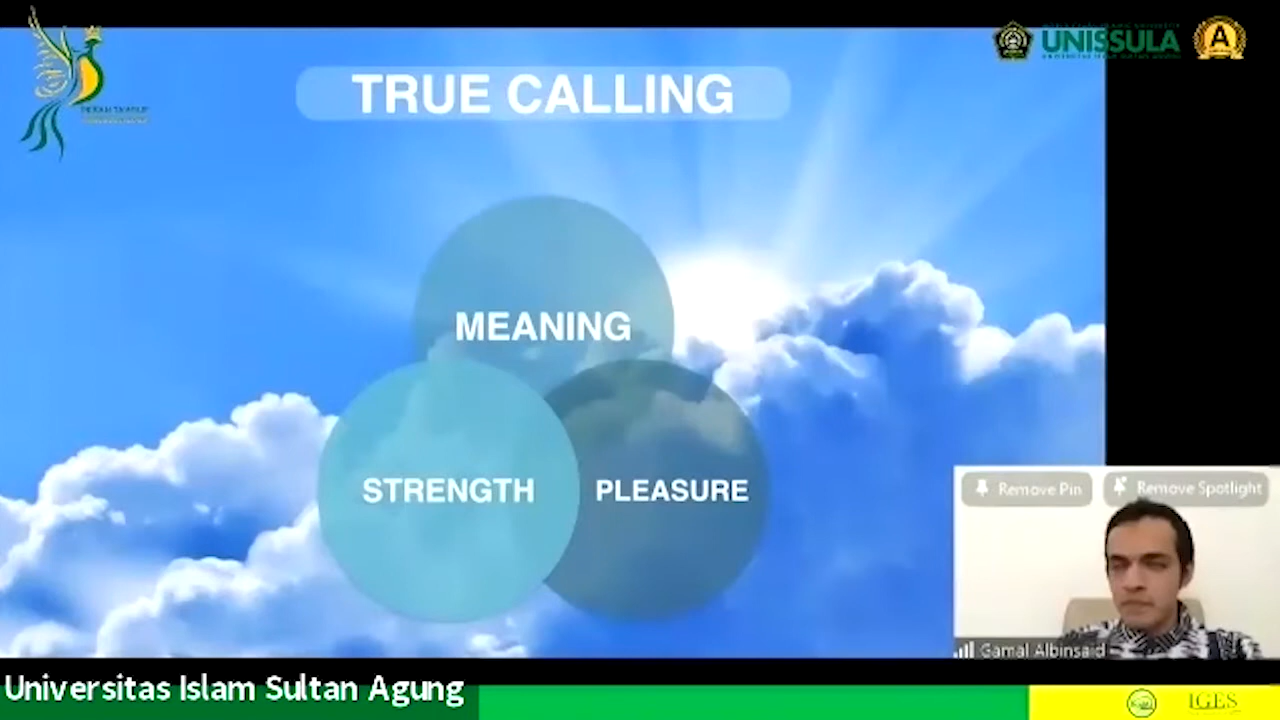 UNISSULA
A
TRUE CALLING
MEANING
STRENGTH
PLEASURE
Remove Pin
Remove Spotlight
Gamal Albinsaid
Universitas Islam Sultan Agung
IGES